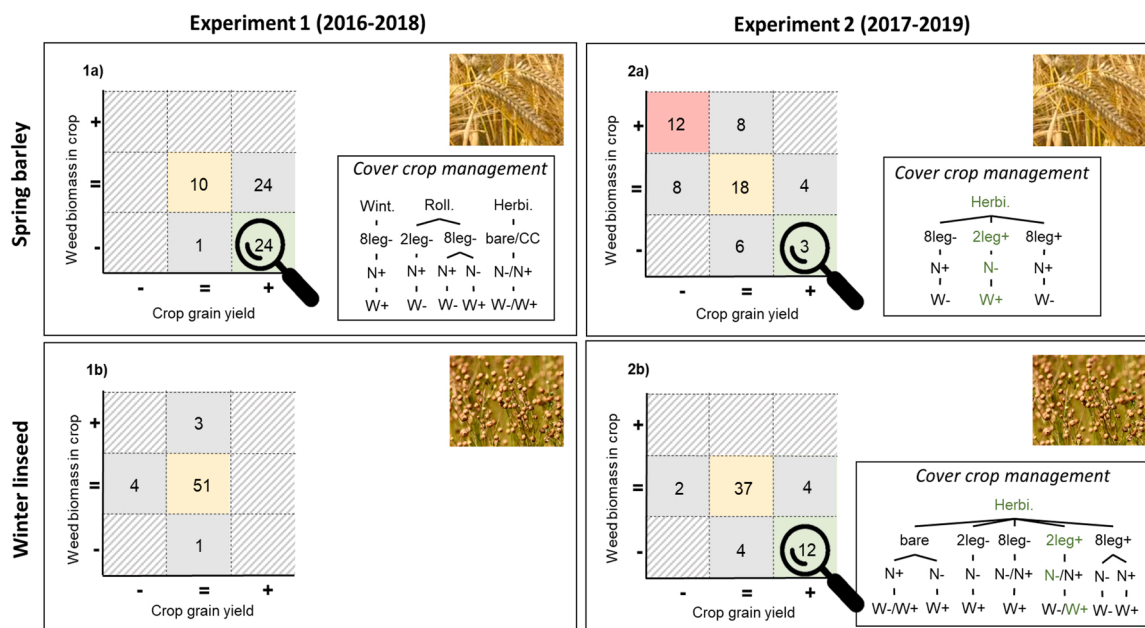 Experiment 1 (2016-2018)
Experiment 2 (2017-2019)
Spring barley
1a)
Weed biomass in crop
+
=
10
24
-
1
24
-
=
+
Crop grain yield
Cover crop management
Wint. Roll. Herbi.
8leg- 2leg- 8leg- bare/CC
N+ N+ N+ N- N-/N+
W+ W- W- W+ W-/W+
2a)
Weed biomass in crop
+
12
8
=
8
18
4
-
6
3
-
=
+
Crop grain yield
Cover crop management
Herbi.
8leg- 2leg+ 8leg+
N+ N- N+
W- W+ W-
Winter linseed
1b)
Weed biomass in crop
+
3
=
4
51
-
1
-
=
+
Crop grain yield
2b)
Weed biomass in crop
+
=
2
37
4
-
4
12
-
=
+
Crop grain yield
Cover crop management
Herbi.
bare 2leg- 8leg- 2leg+ 8leg+
N+ N- N- N-/N+ N-/N+ N- N+
W-/W+ W+ W+ W+ W-/W+ W- W+